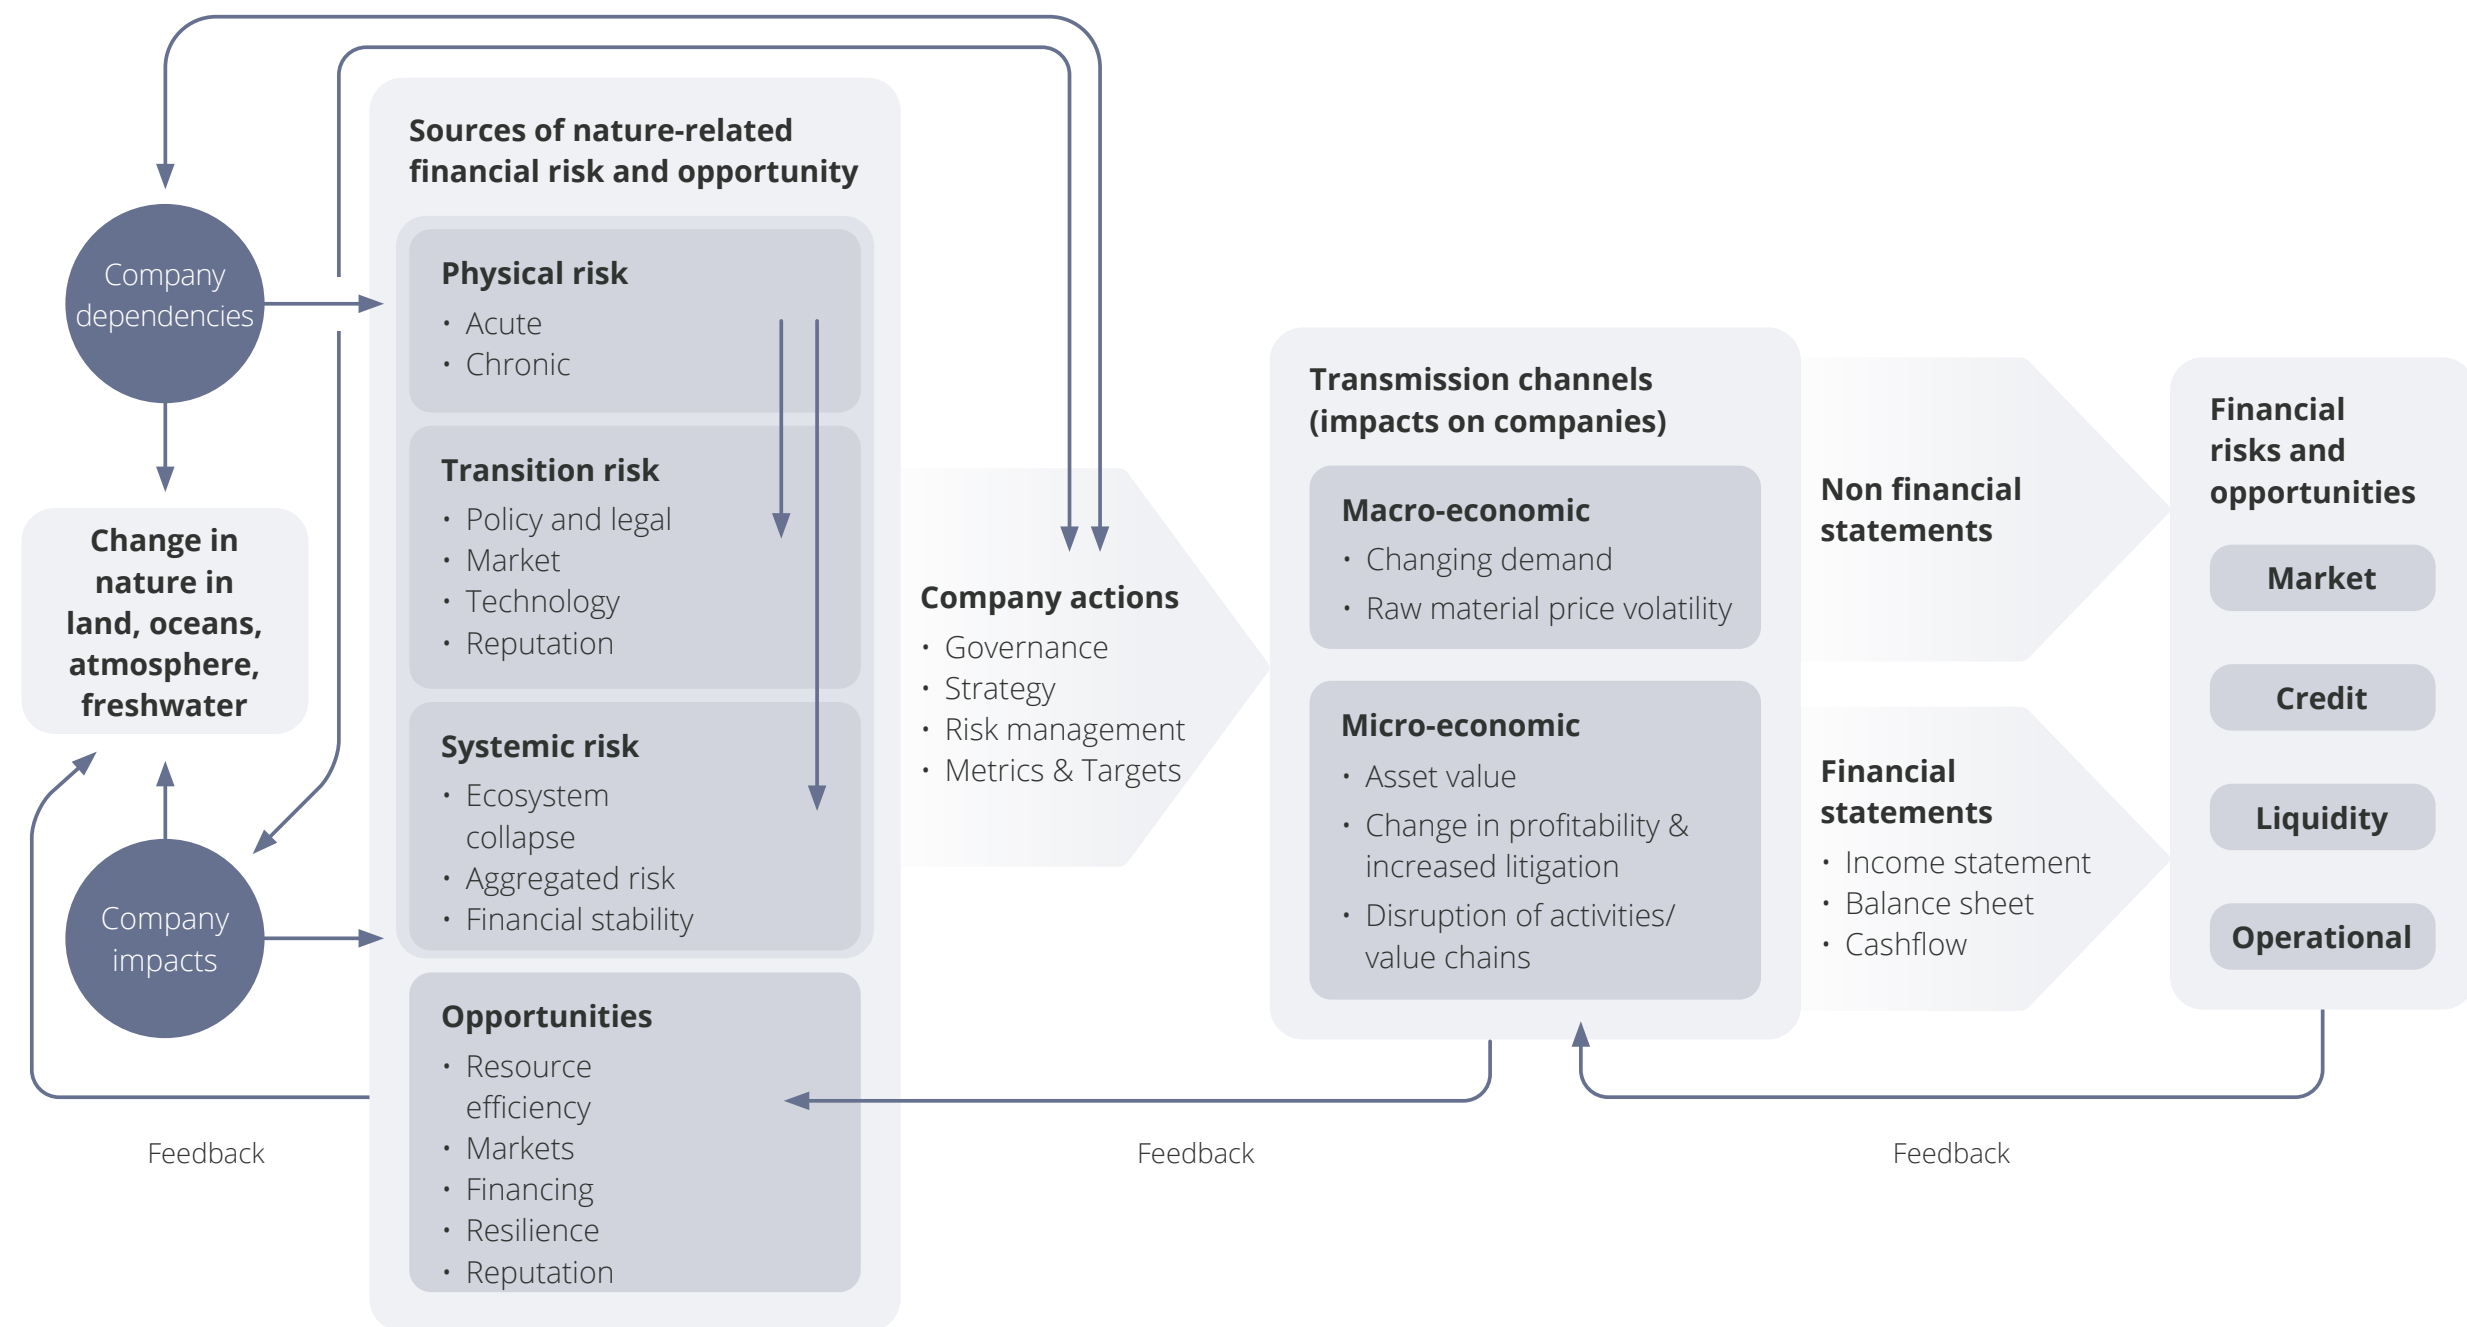 Company
dependencies
Change in
nature in
land, oceans,
atmosphere,
freshwater
Company
impacts
Feedback
Sources of nature-related
financial risk and opportunity
Physical risk
• Acute
• Chronic
Transition risk
• Policy and legal
• Market
• Technology
• Reputation
Systemic risk
• Ecosystem
collapse
• Aggregated risk
• Financial stability
Opportunities
• Resource
efficiency
• Markets
• Financing
• Resilience
• Reputation
Company actions
• Governance
• Strategy
• Risk management
• Metrics & Targets
Feedback
Transmission channels
(impacts on companies)
Macro-economic
• Changing demand
• Raw material price volatility
Micro-economic
• Asset value
• Change in profitability &
increased litigation
• Disruption of activities/
value chains
Non financial
statements
Financial
statements
• Income statement
• Balance sheet
• Cashflow
Feedback
Financial
risks and
opportunities
Market
Credit
Liquidity
Operational